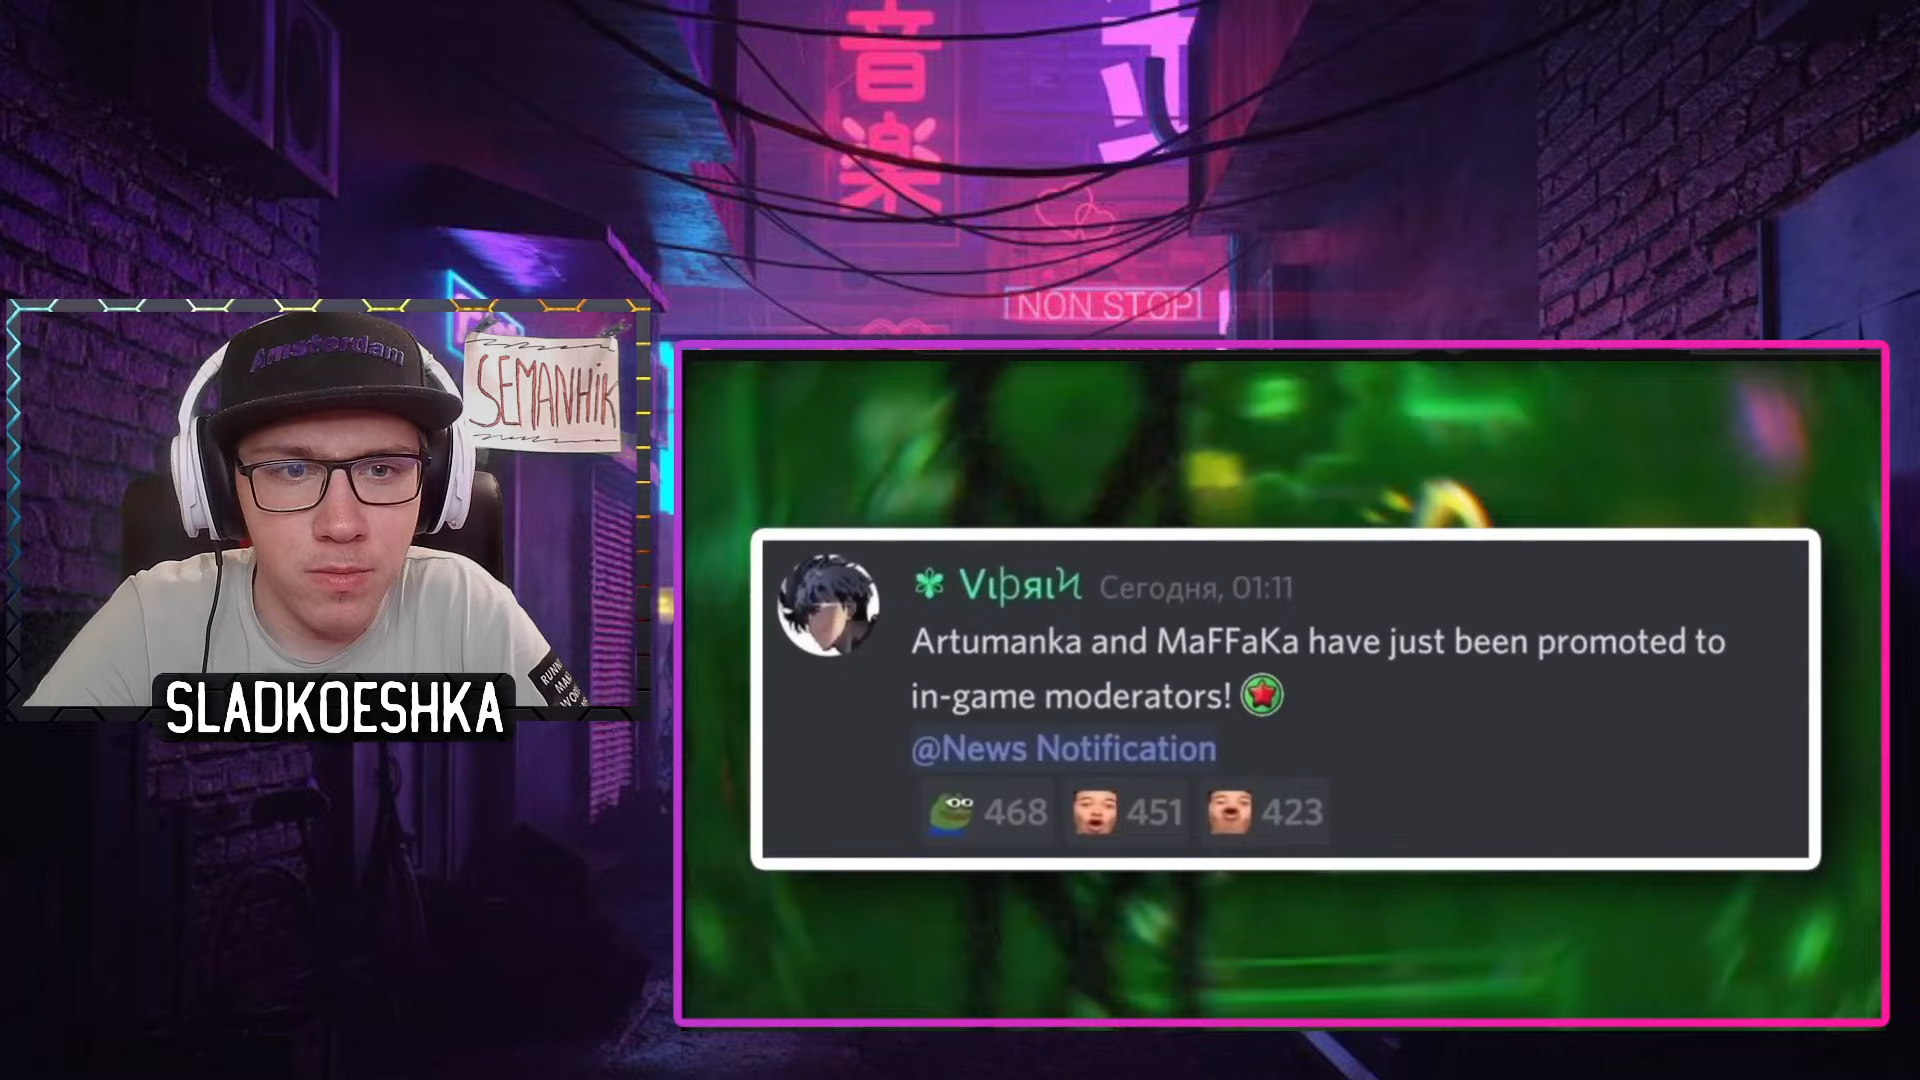 音楽
NON STOP
Amsterdam
SEMANHIK
SLADKOESHKA
Vιþяιи Сегодня, 01:11
Artumanka and MaFFaKa have just been promoted to
in-game moderators!
@News Notification
468 451 423